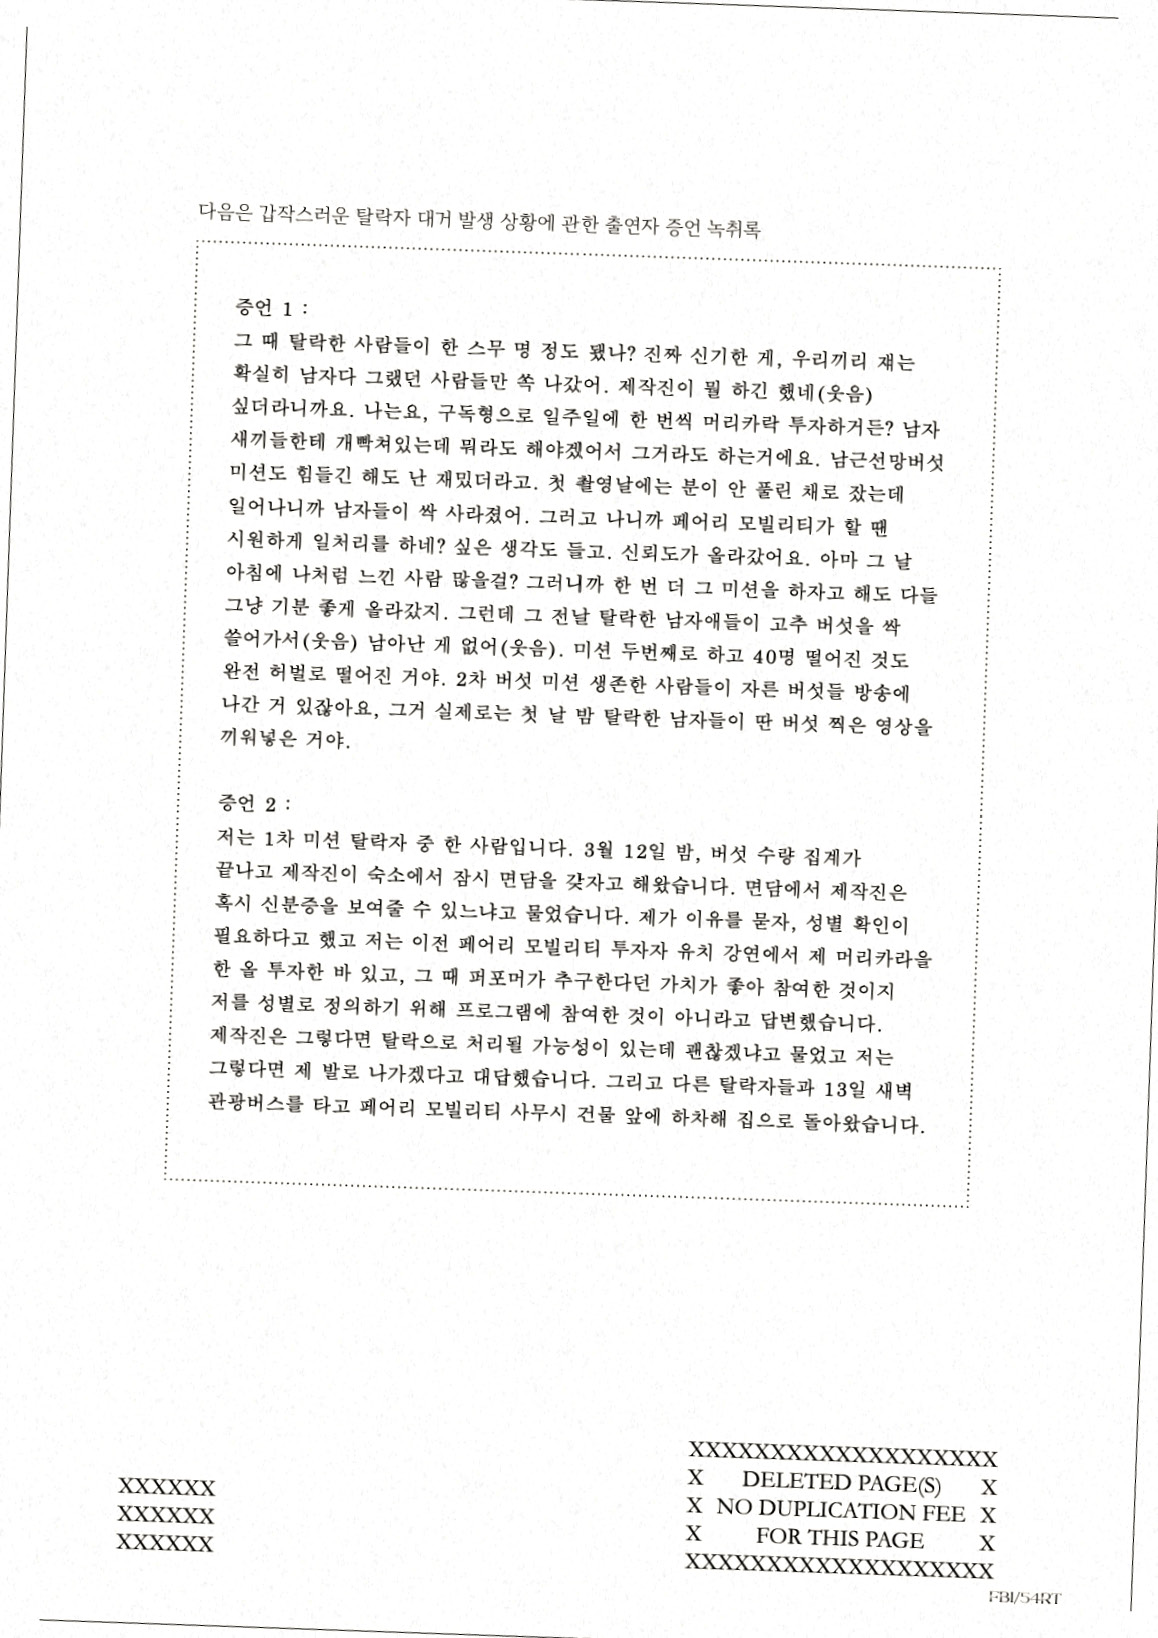 다음은 갑작스러운 탈락자 대거 발생 상황에 관한 출연자 증언 녹취록
증언 1 :
그 때 탈락한 사람들이 한 스무 명 정도 됐나? 진짜 신기한 게, 우리끼리 쟤는
확실히 남자다 그랬던 사람들만 쏙 나갔어. 제작진이 뭘 하긴 했네(웃음)
싶더라니까요. 나는요, 구독형으로 일주일에 한 번씩 머리카락 투자하거든? 남자
새끼들한테 개빡쳐있는데 뭐라도 해야겠어서 그거라도 하는거에요. 남근선망버섯
미션도 힘들긴 해도 난 재밌더라고. 첫 촬영날에는 분이 안 풀린 채로 잤는데
일어나니까 남자들이 싹 사라졌어. 그러고 나니까 페어리 모빌리티가 할 땐
시원하게 일처리를 하네? 싶은 생각도 들고. 신뢰도가 올라갔어요. 아마 그 날
아침에 나처럼 느낀 사람 많을걸? 그러니까 한 번 더 그 미션을 하자고 해도 다들
그냥 기분 좋게 올라갔지. 그런데 그 전날 탈락한 남자애들이 고추 버섯을 싹
쓸어가서(웃음) 남아난 게 없어(웃음). 미션 두번째로 하고 40명 떨어진 것도
완전 허벌로 떨어진 거야. 2차 버섯 미션 생존한 사람들이 자른 버섯들 방송에
나간 거 있잖아요, 그거 실제로는 첫 날 밤 탈락한 남자들이 딴 버섯 찍은 영상을
끼워넣은 거야.
증언 2 :
저는 1차 미션 탈락자 중 한 사람입니다. 3월 12일 밤, 버섯 수량 집계가
끝나고 제작진이 숙소에서 잠시 면담을 갖자고 해왔습니다. 면담에서 제작진은
혹시 신분증을 보여줄 수 있느냐고 물었습니다. 제가 이유를 묻자, 성별 확인이
필요하다고 했고 저는 이전 페어리 모빌리티 투자자 유치 강연에서 제 머리카라을
한 올 투자한 바 있고, 그 때 퍼포머가 추구한다던 가치가 좋아 참여한 것이지
저를 성별로 정의하기 위해 프로그램에 참여한 것이 아니라고 답변했습니다.
제작진은 그렇다면 탈락으로 처리될 가능성이 있는데 괜찮겠냐고 물었고 저는
그렇다면 제 발로 나가겠다고 대답했습니다. 그리고 다른 탈락자들과 13일 새벽
관광버스를 타고 페어리 모빌리티 사무시 건물 앞에 하차해 집으로 돌아왔습니다.
XXXXXX
XXXXXX
XXXXXX
XXXXXXXXXXXXXXXXXXX
X DELETED PAGE(S) X
X NO DUPLICATION FEE X
X FOR THIS PAGE X
XXXXXXXXXXXXXXXXXXX
FBI/54RT